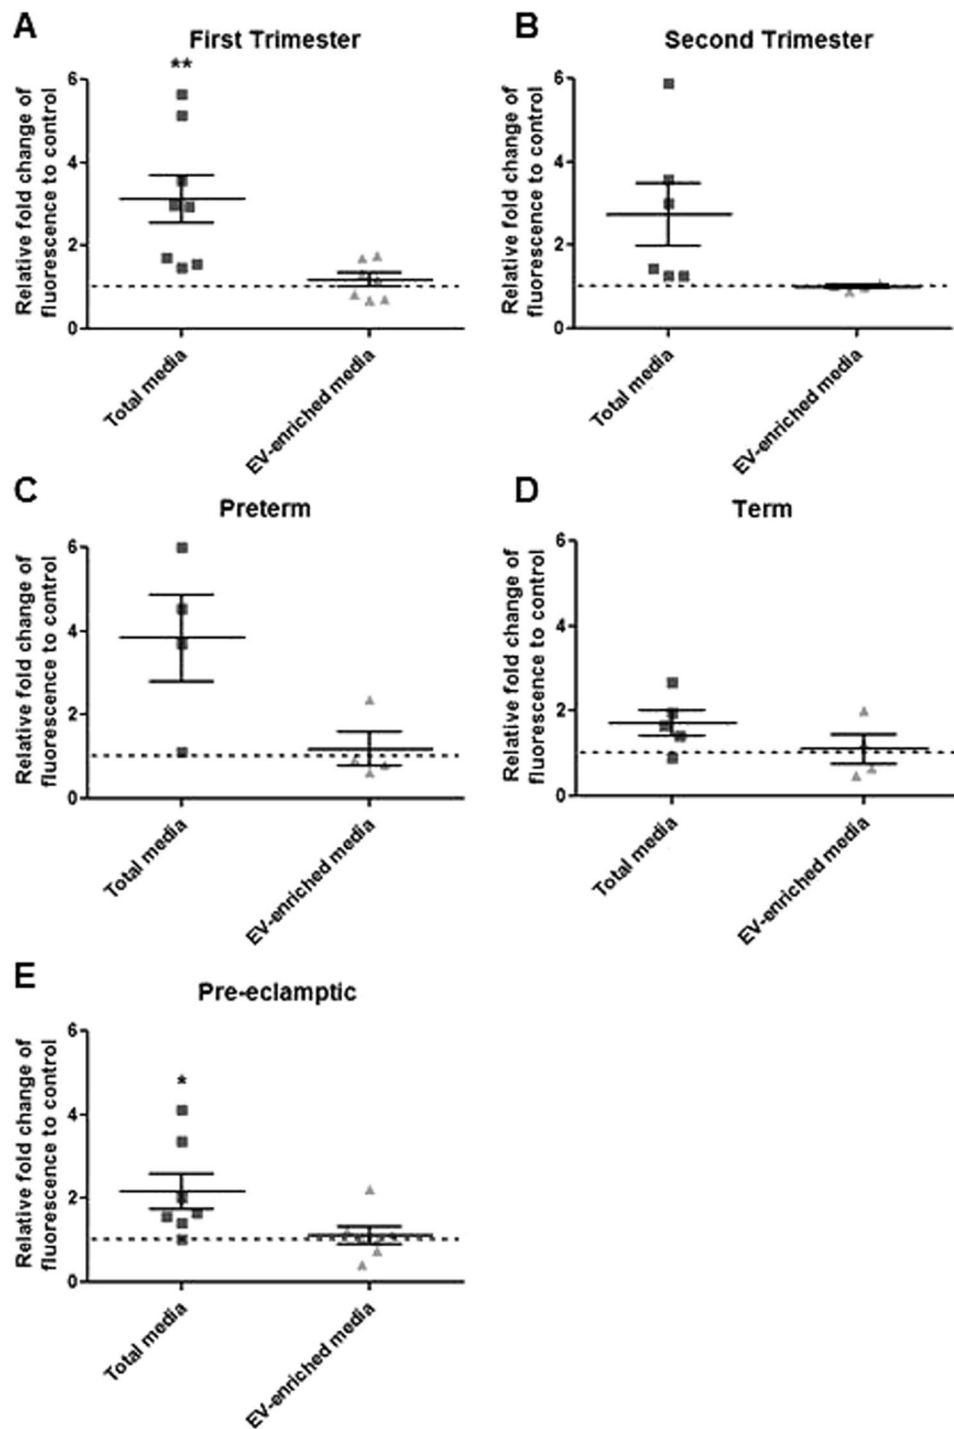 A
First Trimester
Relative fold change of
fluorescence to control
**
6
4
2
0
Total media
EV-enriched media
B
Second Trimester
Relative fold change of
fluorescence to control
6
4
2
0
Total media
EV-enriched media
C
Preterm
Relative fold change of
fluorescence to control
6
4
2
0
Total media
EV-enriched media
D
Term
Relative fold change of
fluorescence to control
6
4
2
0
Total media
EV-enriched media
E
Pre-eclamptic
Relative fold change of
fluorescence to control
*
6
4
2
0
Total media
EV-enriched media